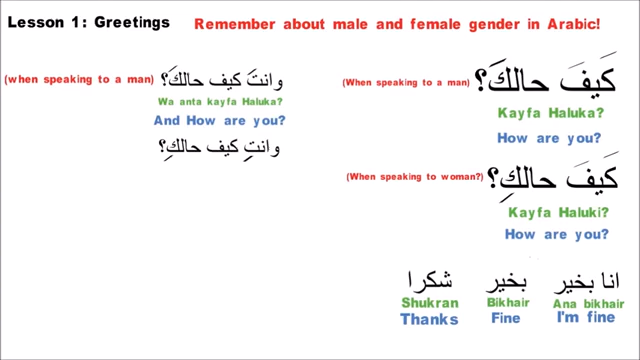 Lesson 1: Greetings
Remember about male and female gender in Arabic!
(when speaking to a man) وانتَ كيف حالكَ؟
Wa anta kayfa Haluka?
And How are you?
وانتِ كيف حالكِ؟
(When speaking to a man) كَيفَ حالكَ؟
Kayfa Haluka?
How are you?
(When speaking to woman?) كَيفَ حالكِ؟
Kayfa Haluki?
How are you?
انا بخير بخير شكرا
Shukran Bikhair Ana bikhair
Thanks Fine I'm fine